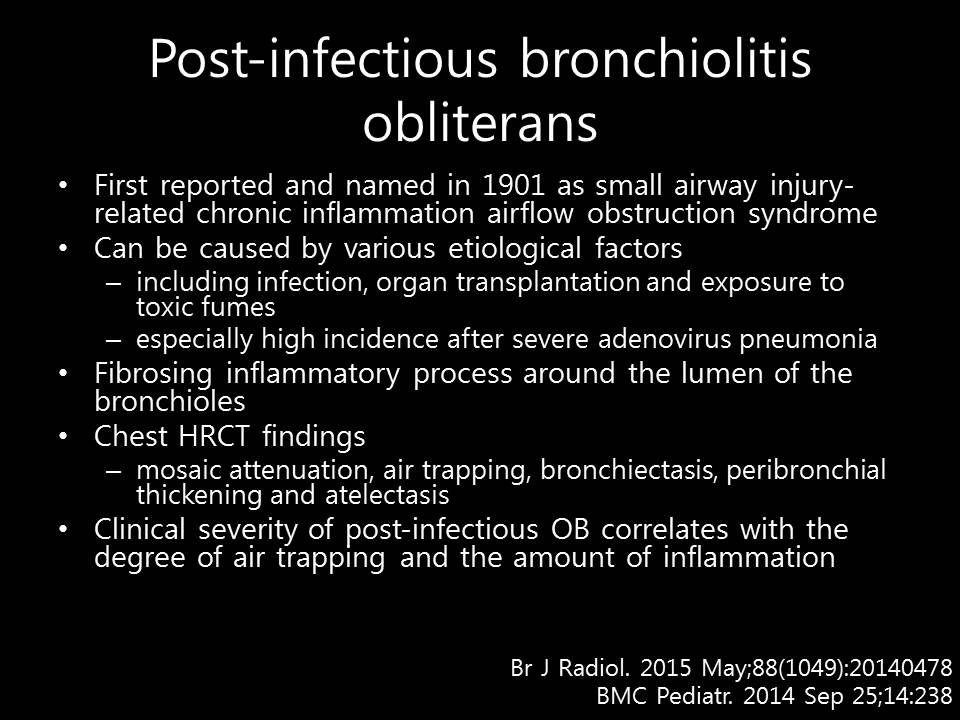 Post-infectious bronchiolitis
obliterans
• First reported and named in 1901 as small airway injury-
related chronic inflammation airflow obstruction syndrome
• Can be caused by various etiological factors
– including infection, organ transplantation and exposure to
toxic fumes
– especially high incidence after severe adenovirus pneumonia
• Fibrosing inflammatory process around the lumen of the
bronchioles
• Chest HRCT findings
– mosaic attenuation, air trapping, bronchiectasis, peribronchial
thickening and atelectasis
• Clinical severity of post-infectious OB correlates with the
degree of air trapping and the amount of inflammation
Br J Radiol. 2015 May;88(1049):20140478
BMC Pediatr. 2014 Sep 25;14:238